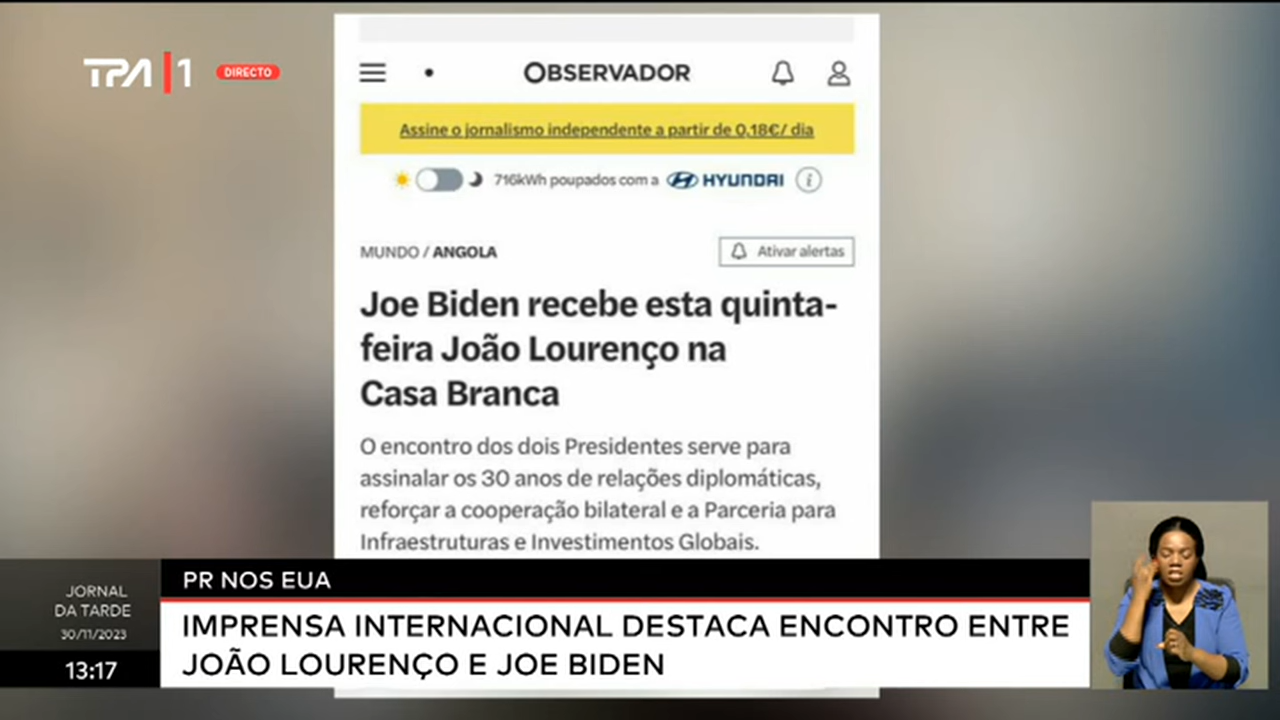 TPA 1
DIRECTO
OBSERVADOR
Assine o jornalismo independente a partir de 0,18€/ dia
716kWh poupados com a HYUNDAI i
MUNDO / ANGOLA
Ativar alertas
Joe Biden recebe esta quinta-
feira João Lourenço na
Casa Branca
O encontro dos dois Presidentes serve para
assinalar os 30 anos de relações diplomáticas,
reforçar a cooperação bilateral e a Parceria para
Infraestruturas e Investimentos Globais.
JORNAL
DA TARDE
30/11/2023
13:17
PR NOS EUA
IMPRENSA INTERNACIONAL DESTACA ENCONTRO ENTRE
JOÃO LOURENÇO E JOE BIDEN